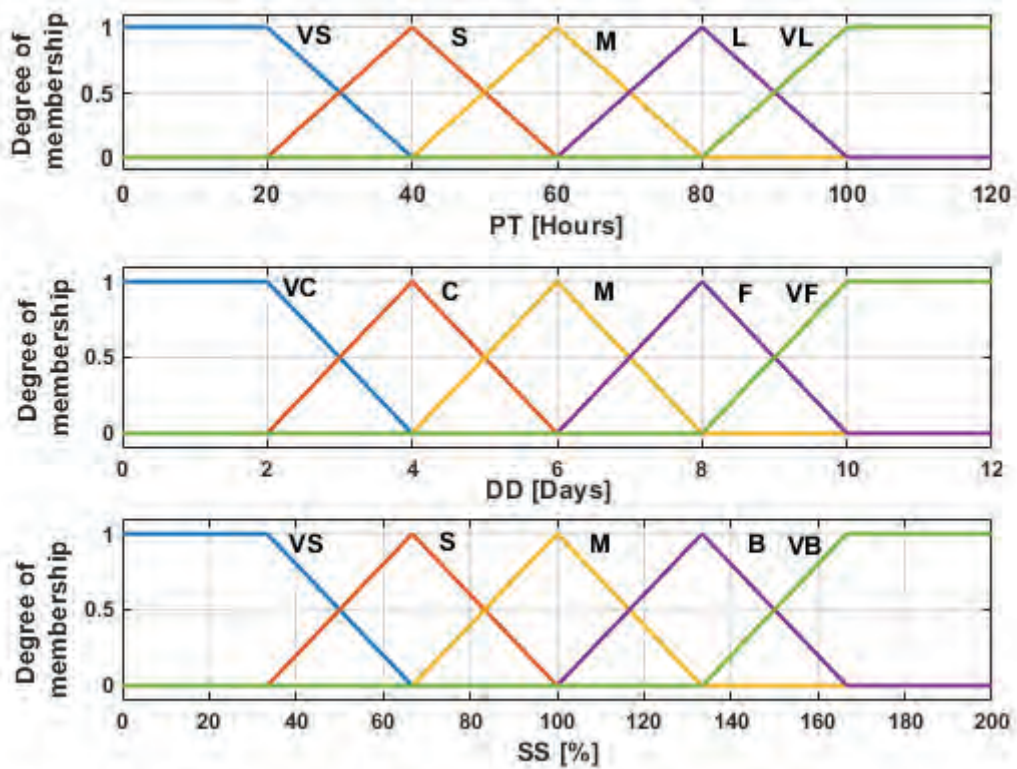 Degree of
membership
1
0.5
0
VS S M L VL
0 20 40 60 80 100 120
PT [Hours]
Degree of
membership
1
0.5
0
VC C M F VF
0 2 4 6 8 10 12
DD [Days]
Degree of
membership
1
0.5
0
VS S M B VB
0 20 40 60 80 100 120 140 160 180 200
SS [%]